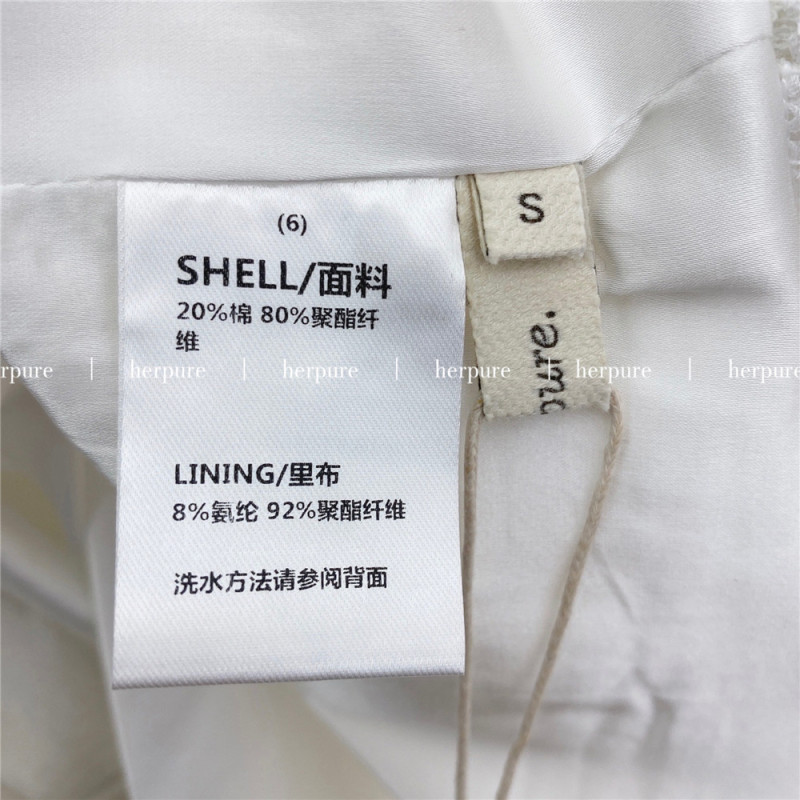 (6)
SHELL/面料
20%棉 80%聚酯纤
维
LINING/里布
8%氨纶 92%聚酯纤维
洗水方法请参阅背面
S
pure.
herpure | herpure | herpure | herpure | herpure | herpure